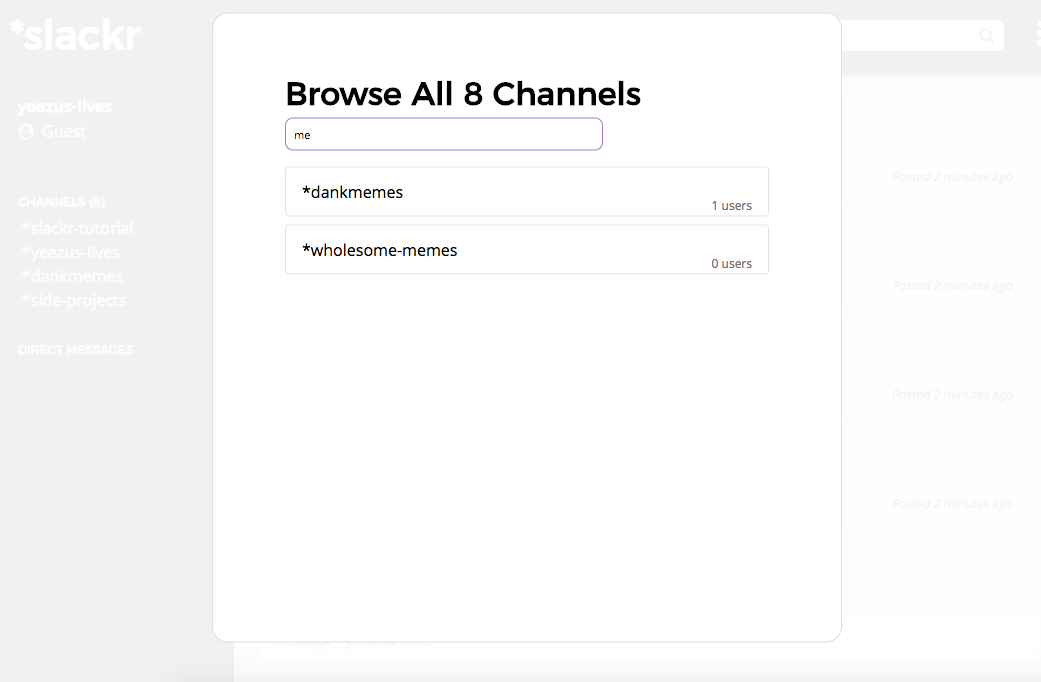 *slackr
yeezus-lives
Guest
CHANNELS (8)
*slackr-tutorial
*yeezus-lives
*dankmemes
*side-projects
DIRECT MESSAGES
Browse All 8 Channels
me
*dankmemes
1 users
*wholesome-memes
0 users
Posted 2 minutes ago
Posted 2 minutes ago
Posted 2 minutes ago
Posted 2 minutes ago